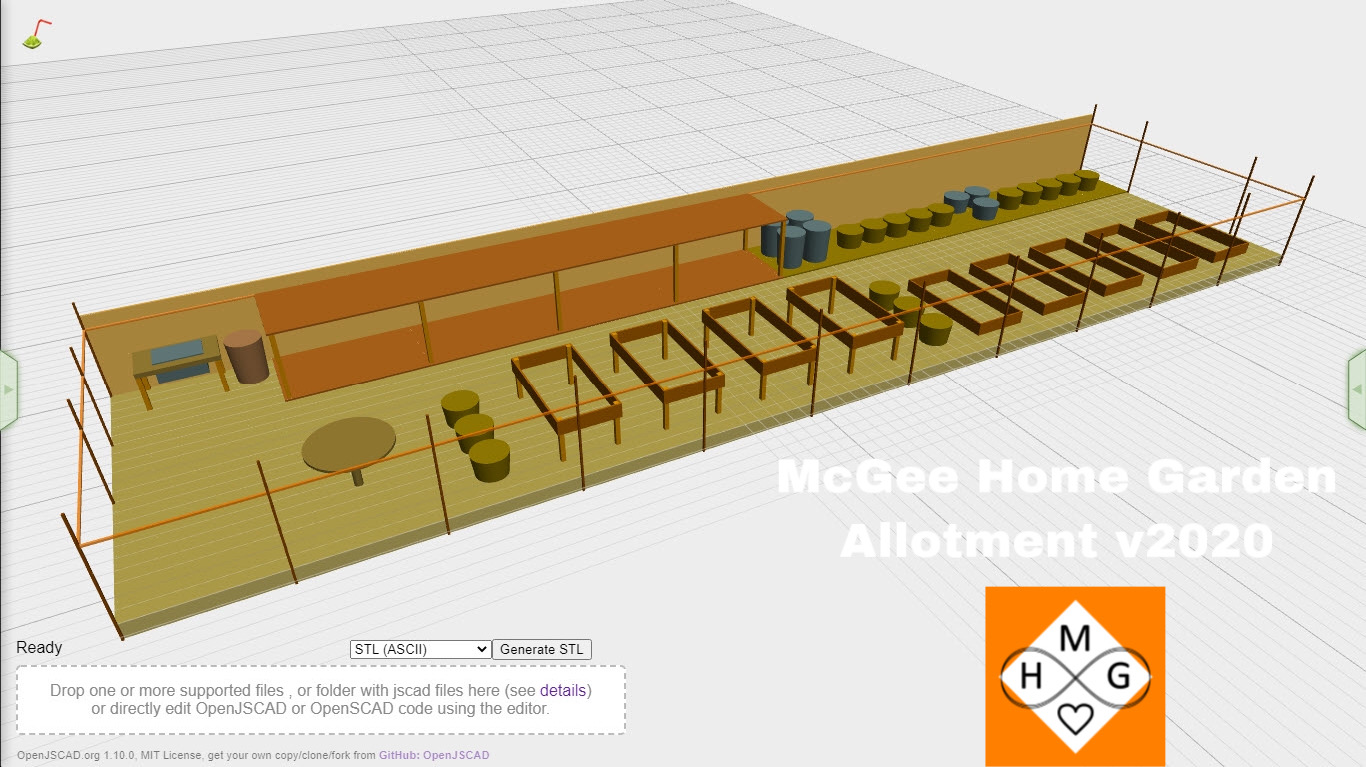 McGee Home Garden
Allotment v2020
M
H G
Ready
STL (ASCII)
Generate STL
Drop one or more supported files , or folder with jscad files here (see details)
or directly edit OpenJSCAD or OpenSCAD code using the editor.
OpenJSCAD.org 1.10.0, MIT License, get your own copy/clone/fork from GitHub: OpenJSCAD